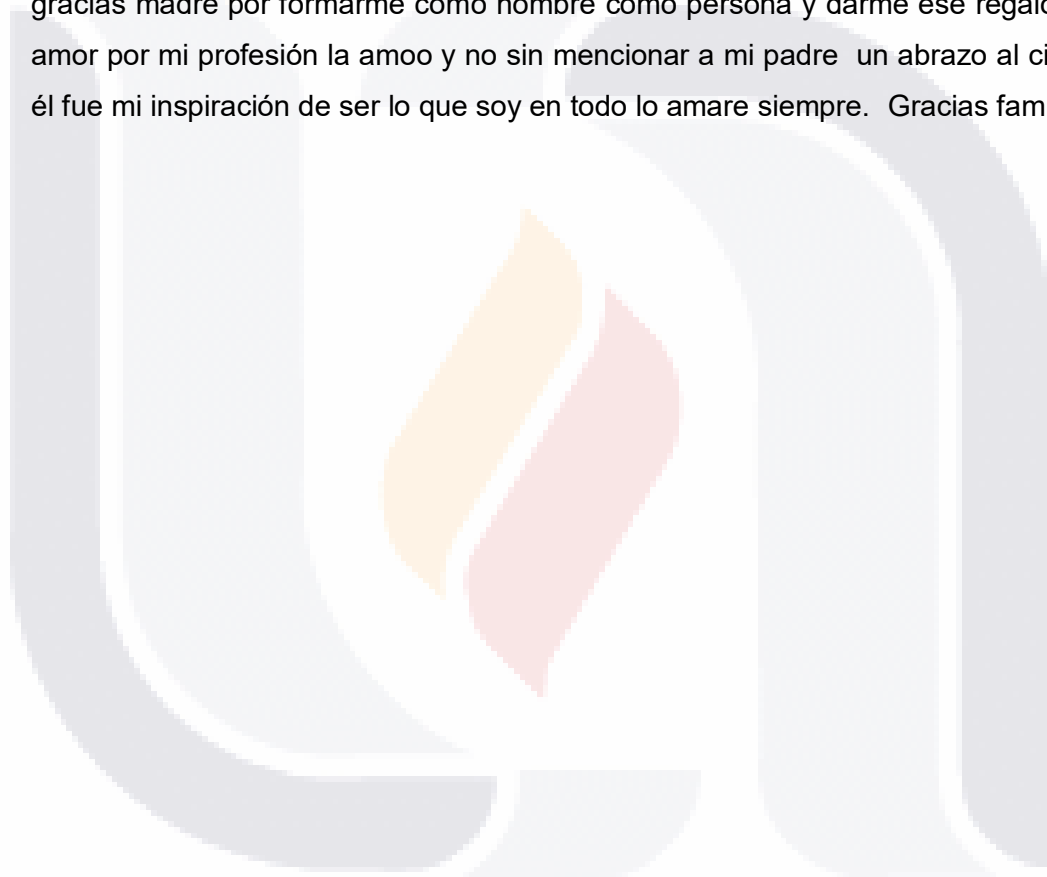 gracias madre por formarme como hombre como persona y darme ese regalo
amor por mi profesión la amoo y no sin mencionar a mi padre un abrazo al
él fue mi inspiración de ser lo que soy en todo lo amare siempre. Gracias